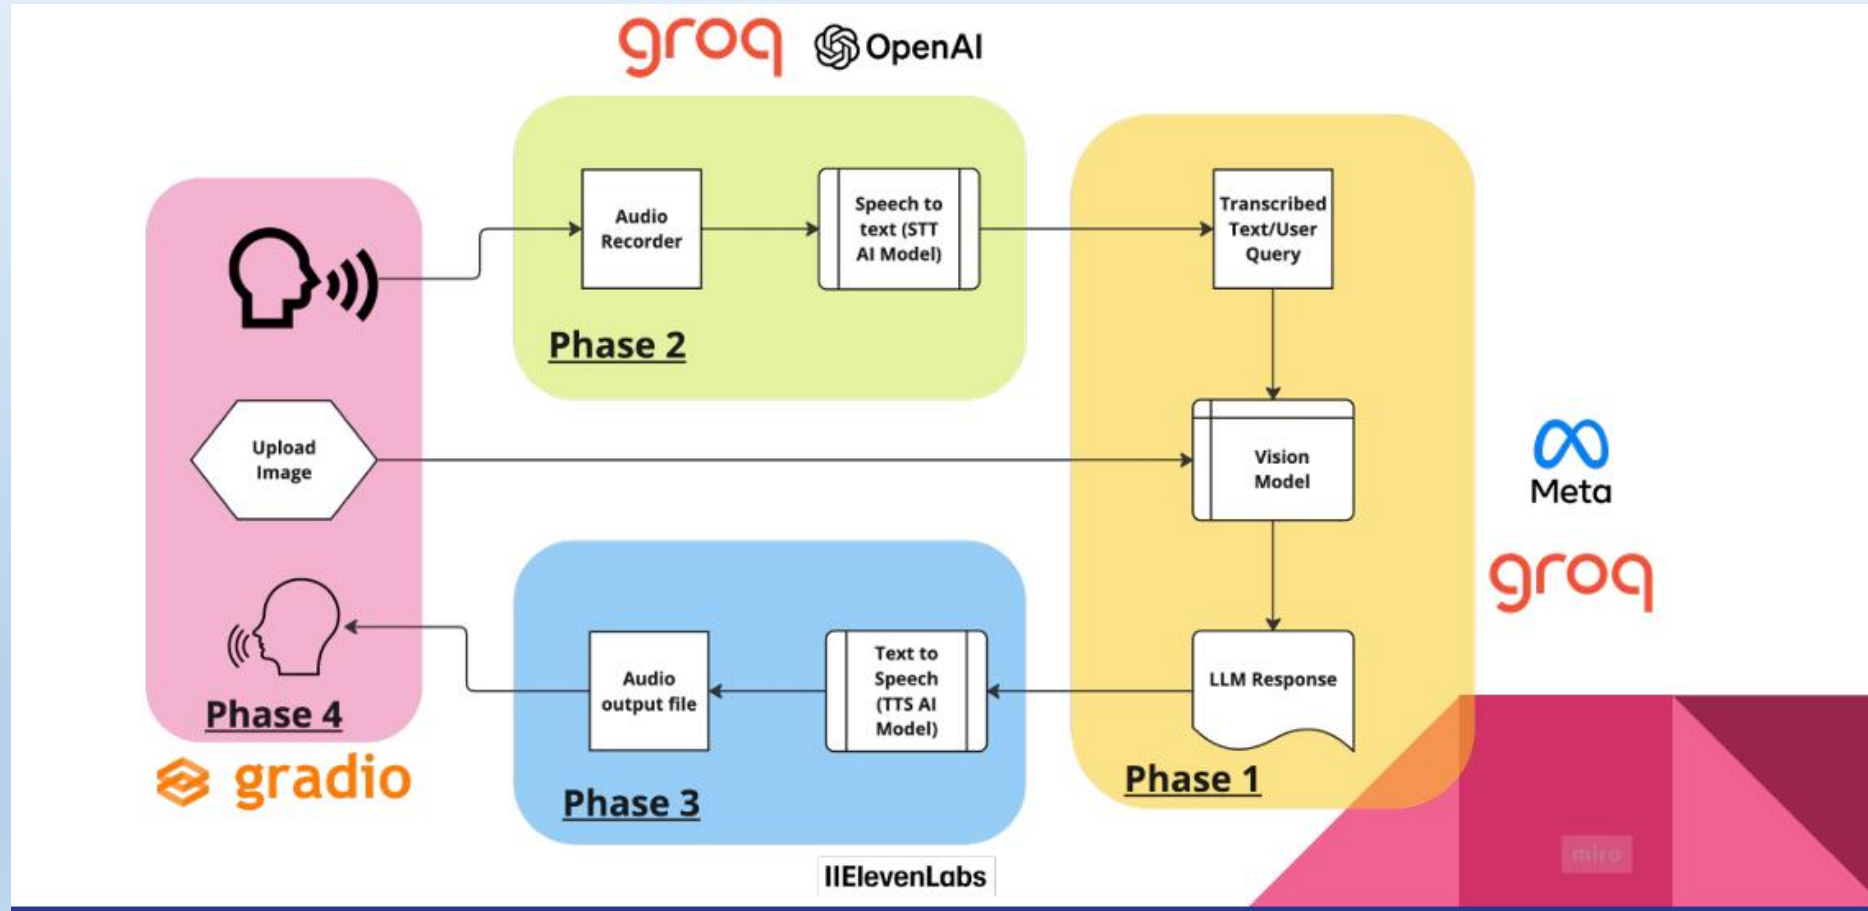 groq OpenAI
Audio
Recorder
Speech to
text (STT
AI Model)
Phase 2
Transcribed
Text/User
Query
Upload
Image
Vision
Model
Meta
groq
LLM Response
Phase 1
Text to
Speech
(TTS AI
Model)
Audio
output file
Phase 3
Phase 4
gradio
IIElevenLabs
miro